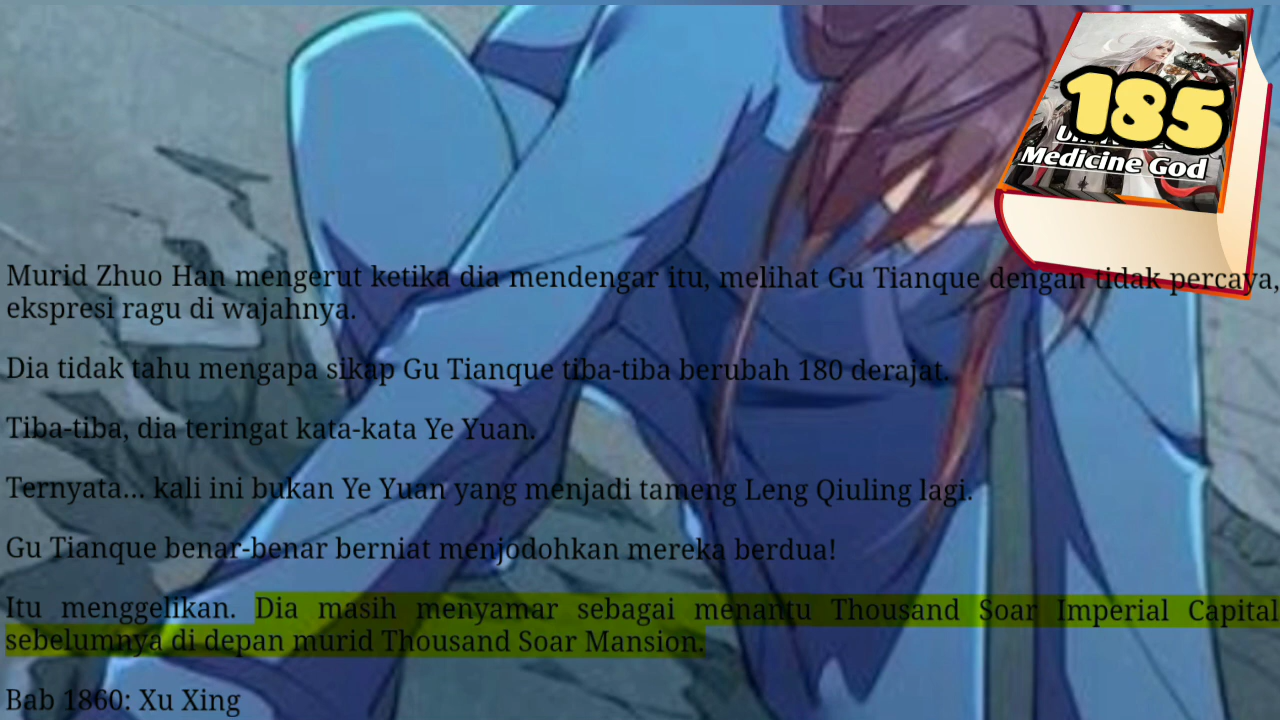 185
Medicine God
Murid Zhuo Han mengerut ketika dia mendengar itu, melihat Gu Tianque dengan tidak percaya,
ekspresi ragu di wajahnya.
Dia tidak tahu mengapa sikap Gu Tianque tiba-tiba berubah 180 derajat.
Tiba-tiba, dia teringat kata-kata Ye Yuan.
Ternyata... kali ini bukan Ye Yuan yang menjadi tameng Leng Qiuling lagi.
Gu Tianque benar-benar berniat menjodohkan mereka berdua!
Itu menggelikan. Dia masih menyamar sebagai menantu Thousand Soar Imperial Capital
sebelumnya di depan murid Thousand Soar Mansion.
Bab 1860: Xu Xing